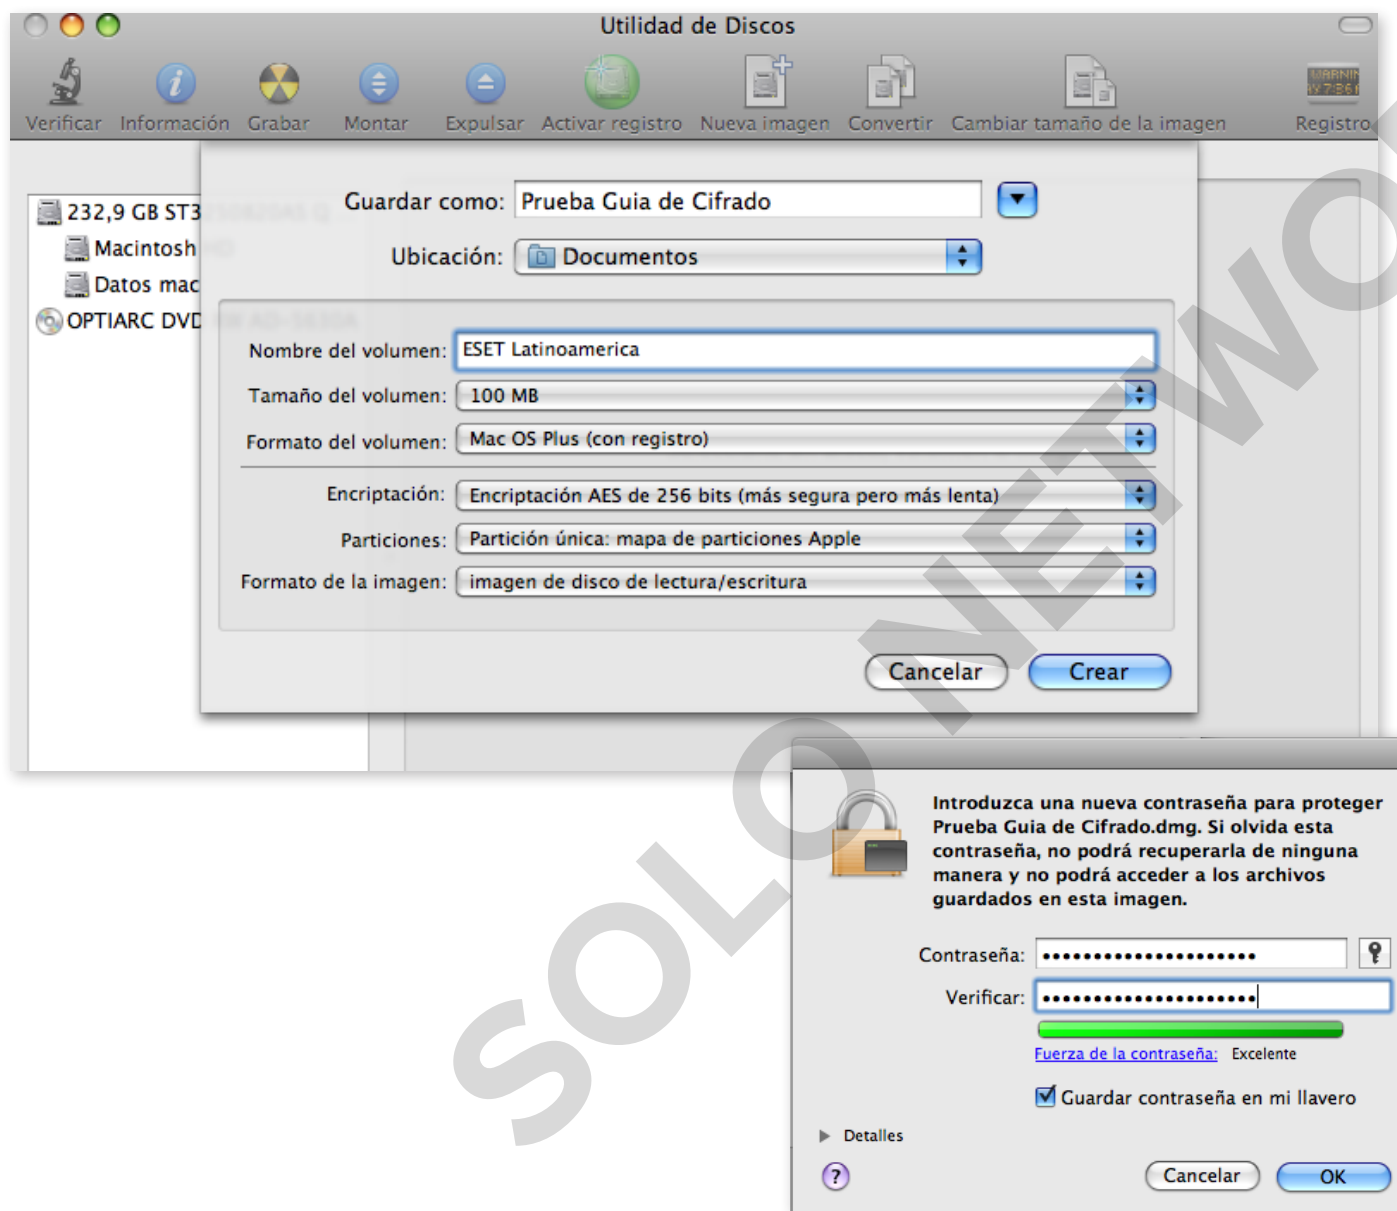 Utilidad de Discos
Verificar Información Grabar Montar Expulsar Activar registro Nueva imagen Convertir Cambiar tamaño de la imagen Registro
232,9 GB ST3
Macintosh
Datos mac
OPTIARC DVD
Guardar como: Prueba Guia de Cifrado
Ubicación: Documentos
Nombre del volumen: ESET Latinoamerica
Tamaño del volumen: 100 MB
Formato del volumen: Mac OS Plus (con registro)
Encriptación: Encriptación AES de 256 bits (más segura pero más lenta)
Particiones: Partición única: mapa de particiones Apple
Formato de la imagen: imagen de disco de lectura/escritura
Cancelar Crear
Introduzca una nueva contraseña para proteger
Prueba Guia de Cifrado.dmg. Si olvida esta
contraseña, no podrá recuperarla de ninguna
manera y no podrá acceder a los archivos
guardados en esta imagen.
Contraseña:
Verificar:
Fuerza de la contraseña: Excelente
Guardar contraseña en mi llavero
Detalles
?
Cancelar OK
SOLO NETWO